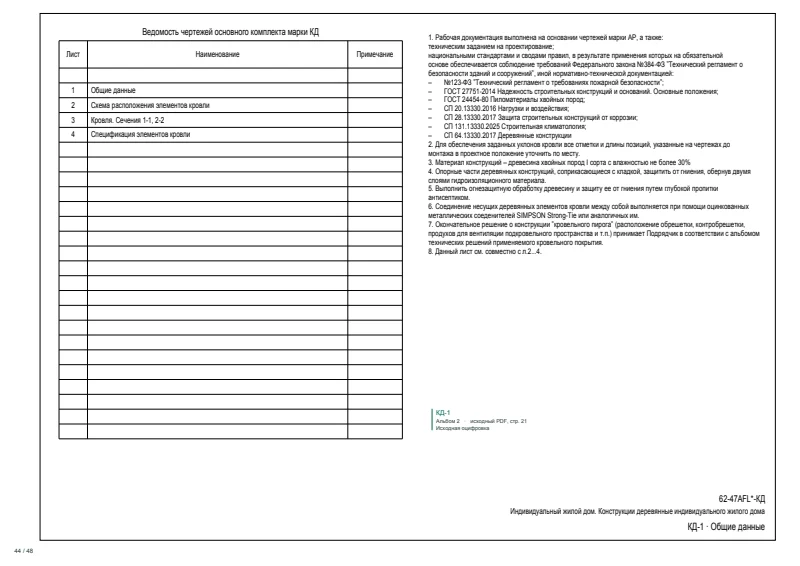 Ведомость чертежей основного комплекта марки КД
Лист Наименование Примечание
1 Общие данные
2 Схема расположения элементов кровли
3 Кровля. Сечения 1-1, 2-2
4 Спецификация элементов кровли
1. Рабочая документация выполнена на основании чертежей марки АР, а также:
техническим заданием на проектирование;
национальными стандартами и сводами правил, в результате применения которых на обязательной
основе обеспечивается соблюдение требований Федерального закона №384-ФЗ "Технический регламент о
безопасности зданий и сооружений", иной нормативно-технической документацией:
– №123-ФЗ "Технический регламент о требованиях пожарной безопасности";
– ГОСТ 27751-2014 Надежность строительных конструкций и оснований. Основные положения;
– ГОСТ 24454-80 Пиломатериалы хвойных пород;
– СП 20.13330.2016 Нагрузки и воздействия;
– СП 28.13330.2017 Защита строительных конструкций от коррозии;
– СП 131.13330.2025 Строительная климатология;
– СП 64.13330.2017 Деревянные конструкции
2. Для обеспечения заданных уклонов кровли все отметки и длины позиций, указанные на чертежах до
монтажа в проектное положение уточнить по месту.
3. Материал конструкций – древесина хвойных пород I сорта с влажностью не более 30%
4. Опорные части деревянных конструкций, соприкасающиеся с кладкой, защитить от гниения, обернув двумя
слоями гидроизоляционного материала.
5. Выполнить огнезащитную обработку древесину и защиту ее от гниения путем глубокой пропитки
антисептиком.
6. Соединение несущих деревянных элементов кровли между собой выполняется при помощи оцинкованных
металлических соеденителей SIMPSON Strong-Tie или аналогичных им.
7. Окончательное решение о конструкции "кровельного пирога" (расположение обрешетки, контробрешетки,
продухов для вентиляции подкровельного пространства и т.п.) принимает Подрядчик в соответствии с альбомом
технических решений применяемого кровельного покрытия.
8. Данный лист см. совместно с л.2...4.
КД-1
Альбом 2 · исходный PDF, стр. 21
Исходная оцифровка
62-47AFL*-КД
Индивидуальный жилой дом. Конструкции деревянные индивидуального жилого дома
КД-1 · Общие данные
44 / 48